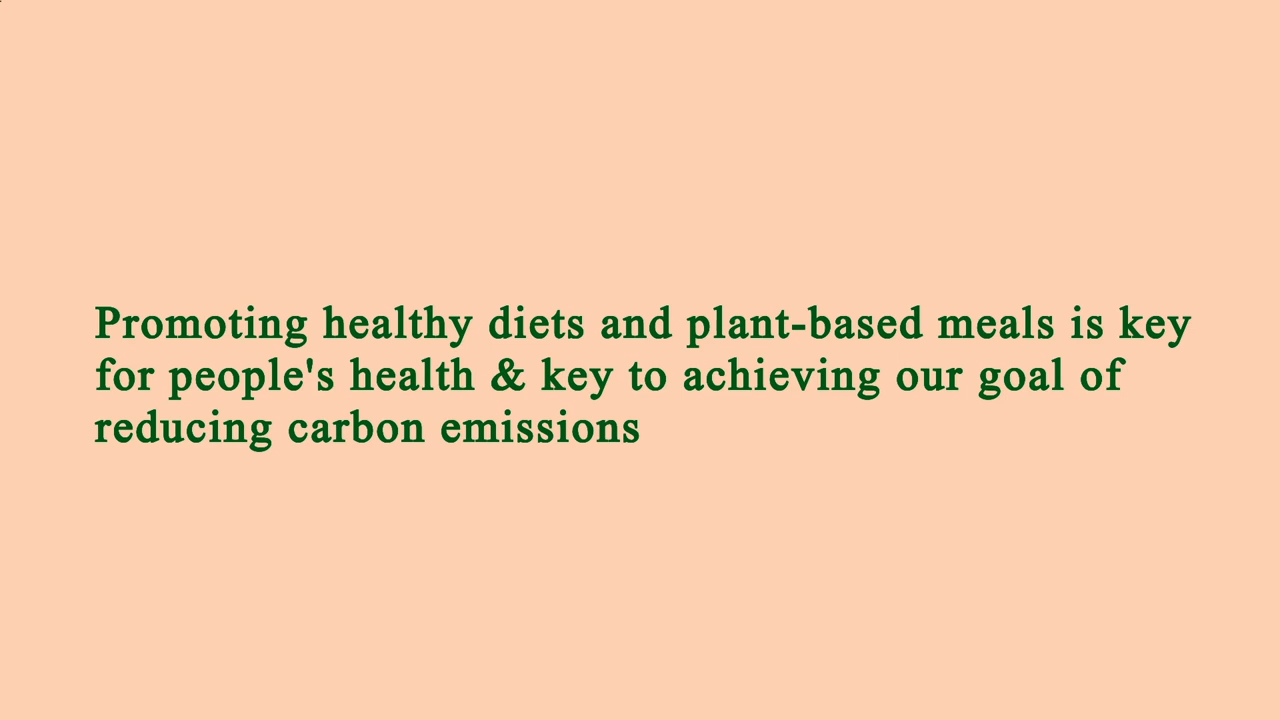 Promoting healthy diets and plant-based meals is key
for people's health & key to achieving our goal of
reducing carbon emissions